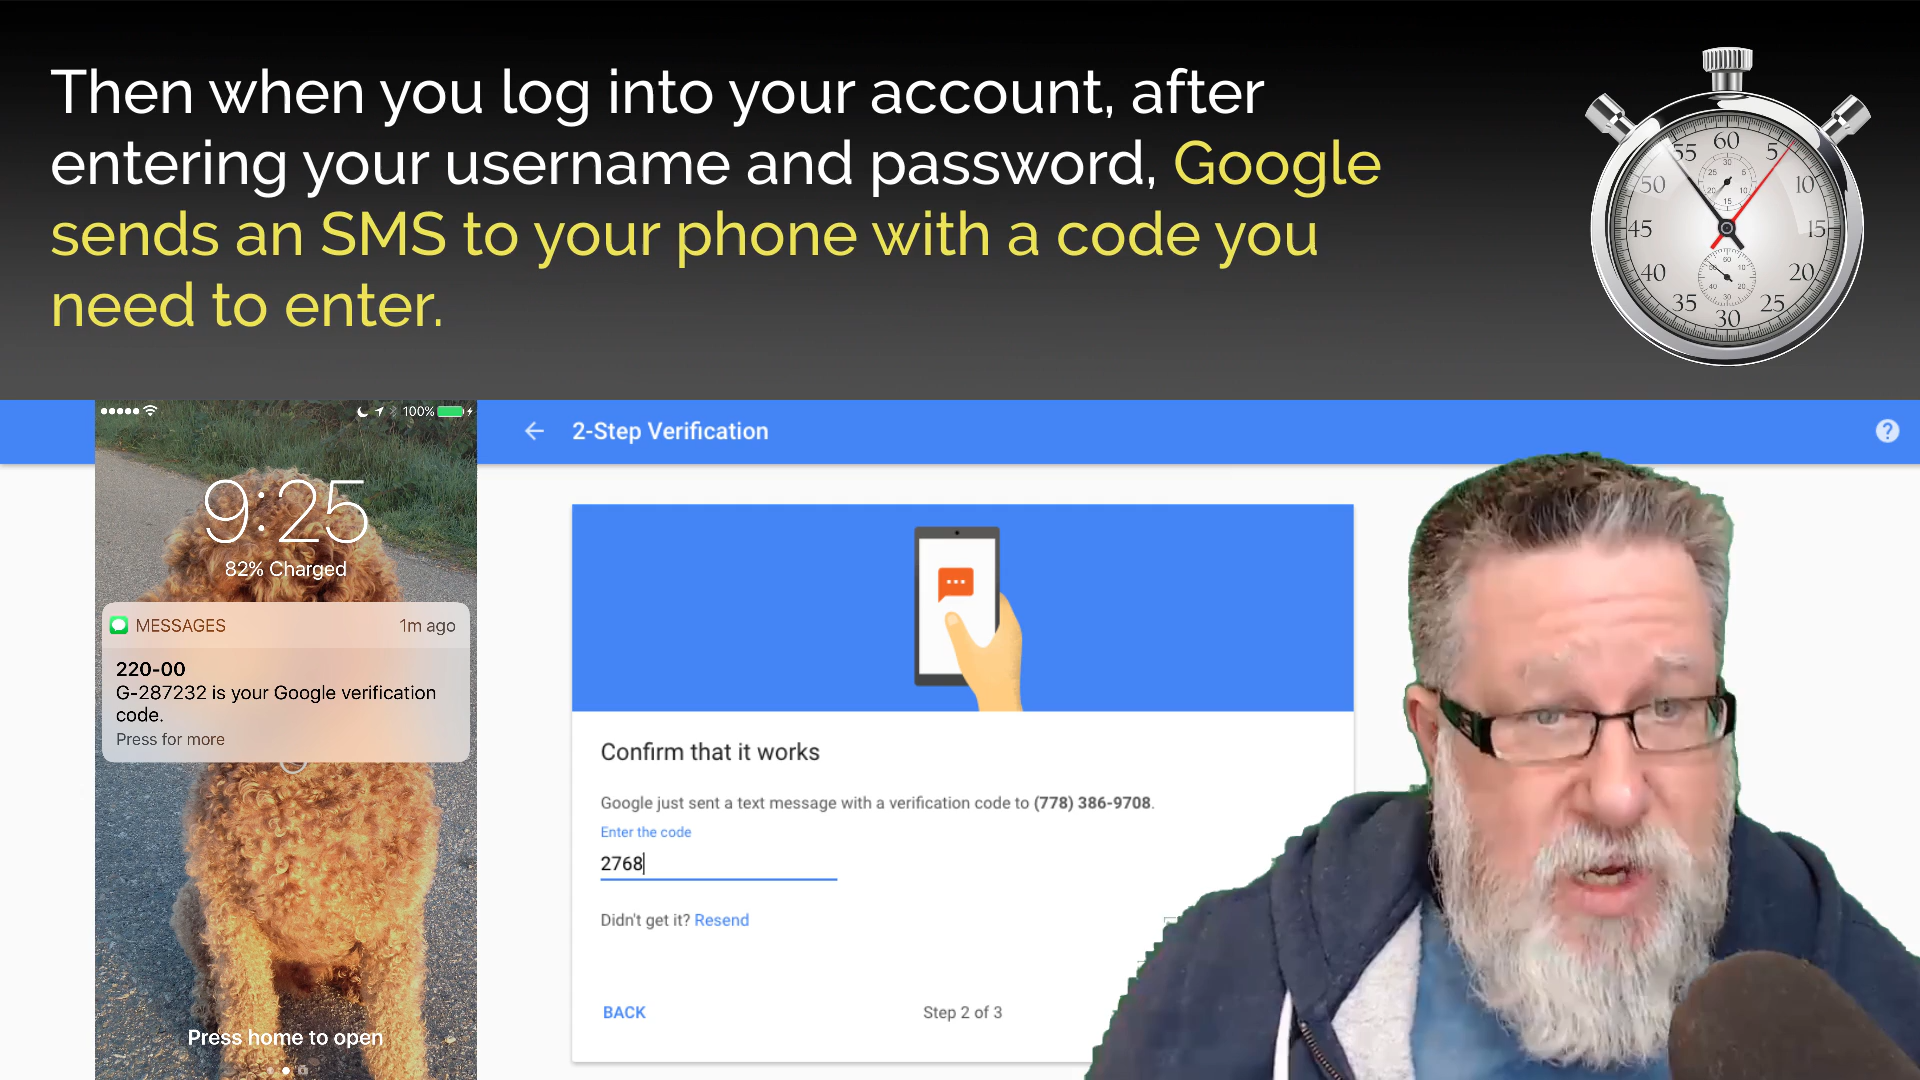 Then when you log into your account, after
entering your username and password, Google
sends an SMS to your phone with a code you
need to enter.
60
5
10
15
20
25
30
35
40
45
50
55
100%
9:25
82% Charged
MESSAGES 1m ago
220-00
G-287232 is your Google verification
code.
Press for more
Press home to open
2-Step Verification
?
Confirm that it works
Google just sent a text message with a verification code to (778) 386-9708.
Enter the code
2768
Didn't get it? Resend
BACK Step 2 of 3